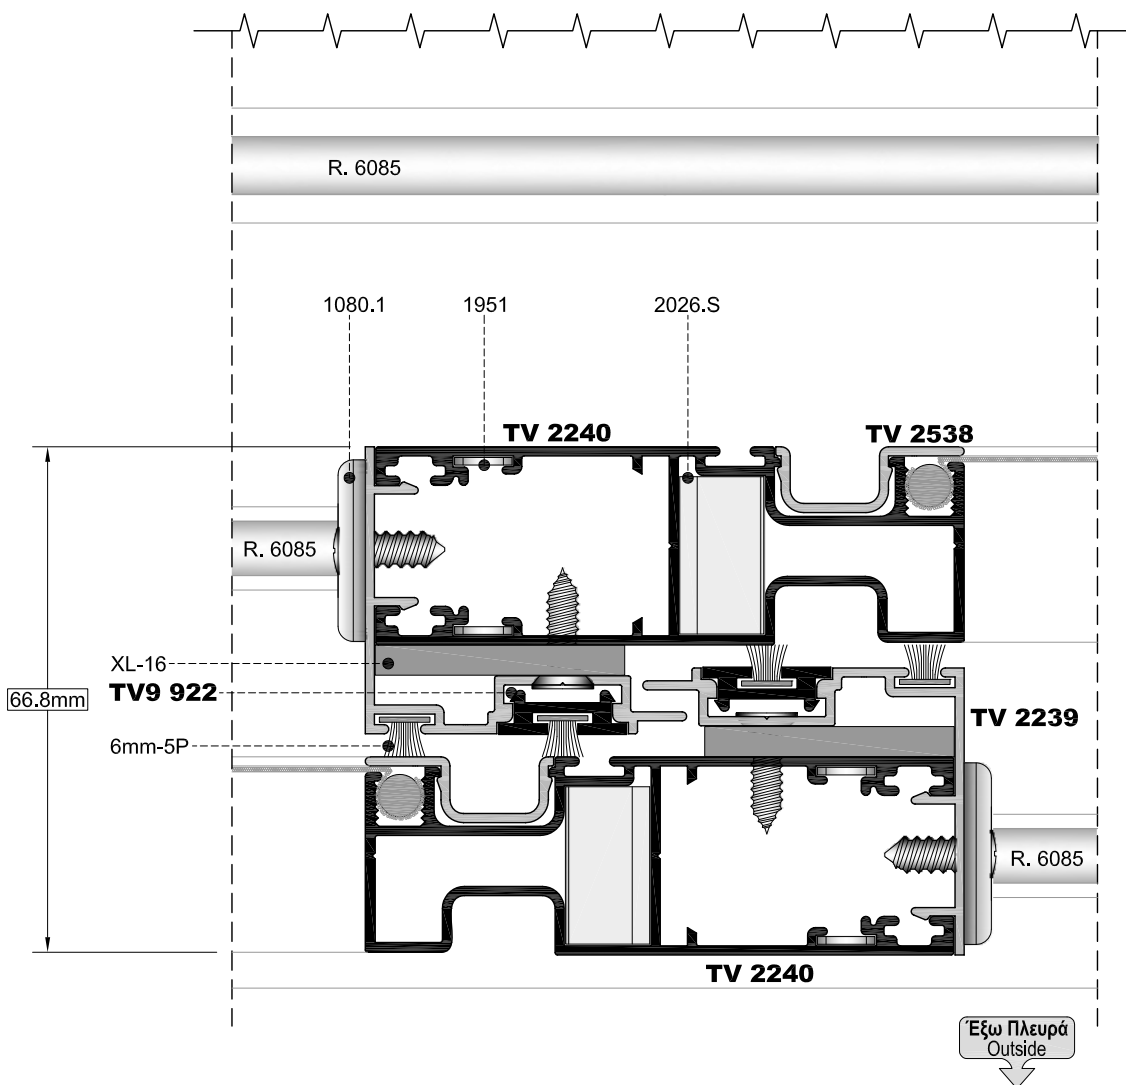 R. 6085
1080.1
1951
2026.S
TV 2240
TV 2538
R. 6085
XL-16
TV9 922
66.8mm
TV 2239
6mm-5P
R. 6085
TV 2240
Έξω Πλευρά
Outside